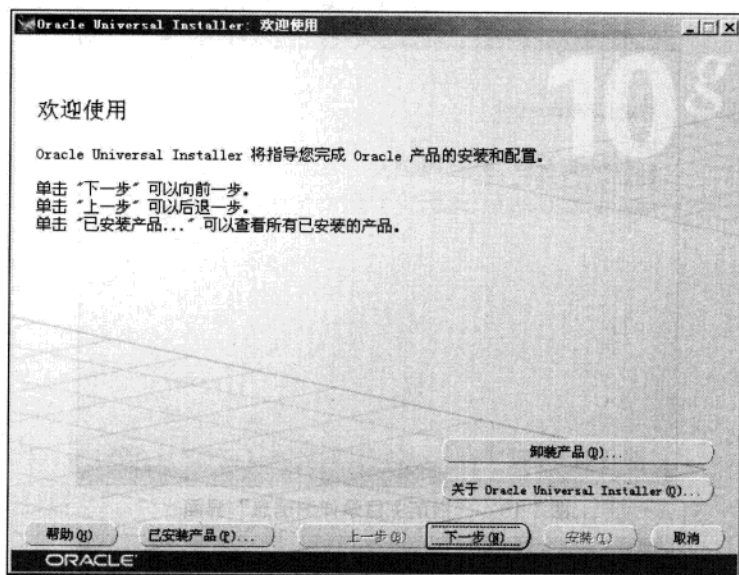 Oracle Universal Installer: 欢迎使用
10g
欢迎使用
Oracle Universal Installer 将指导您完成 Oracle 产品的安装和配置。
单击 "下一步" 可以向前一步。
单击 "上一步" 可以后退一步。
单击 "已安装产品..." 可以查看所有已安装的产品。
卸装产品(D)...
关于 Oracle Universal Installer(O)...
帮助(H) 已安装产品(P)... 上一步(B) 下一步(N) 安装(I) 取消
ORACLE